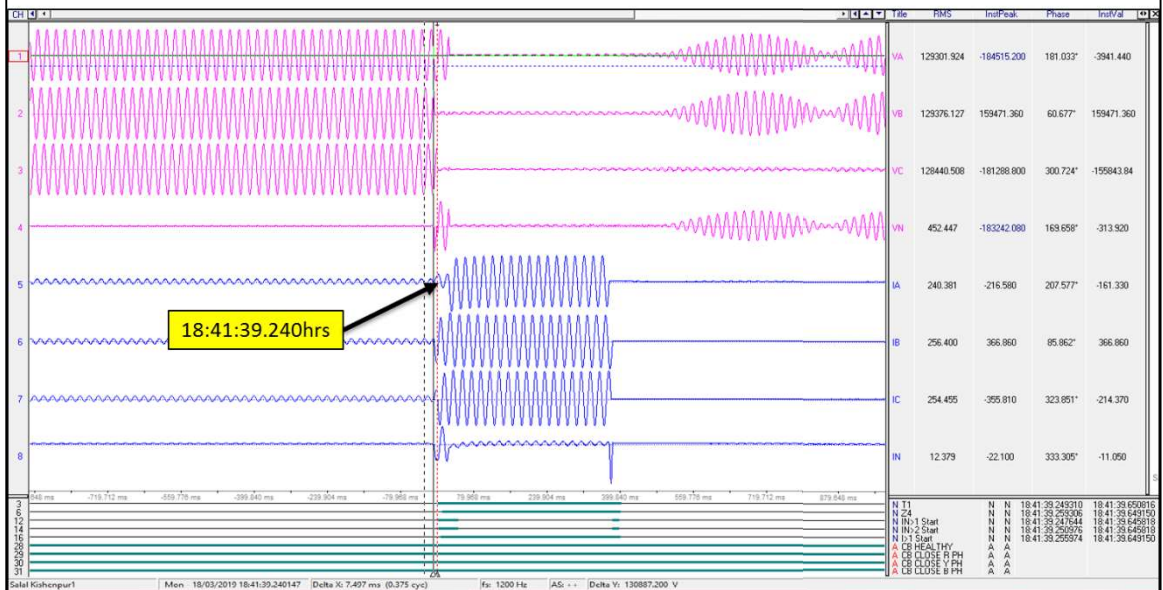 CH
Title RMS InstPeak Phase InstVal
1 VA 129301.924 -184515.200 181.033° -3941.440
2 VB 129376.127 159471.360 60.677° 159471.360
3 VC 128440.508 -181288.800 300.724° -155843.84
4 VN 452.447 -183242.080 169.658° -313.920
5 IA 240.381 -216.580 207.577° -161.330
18:41:39.240hrs
6 IB 256.400 366.860 85.862° 366.860
7 IC 254.455 -355.810 323.851° -214.370
8 IN 12.379 -22.100 333.305° -11.050
-719.712 ms -559.776 ms -399.840 ms -239.904 ms -79.968 ms 79.968 ms 239.904 ms 399.840 ms 559.776 ms 719.712 ms 879.648 ms
3 N T1 N N 18:41:39.249310 18:41:39.650816
6 N Z4 N N 18:41:39.259306 18:41:39.649150
12 N IN>1 Start N N 18:41:39.247644 18:41:39.645818
14 N IN>2 Start N N 18:41:39.250976 18:41:39.645818
16 N I>1 Start N N 18:41:39.255974 18:41:39.649150
28 A CB HEALTHY A A
29 A CB CLOSE R PH A A
30 A CB CLOSE Y PH A A
31 A CB CLOSE B PH A A
Salal Kishenpur1 Mon 18/03/2019 18:41:39.240147 Delta X: 7.497 ms (0.375 cyc) fs: 1200 Hz AS: - - Delta Y: 130887.200 V